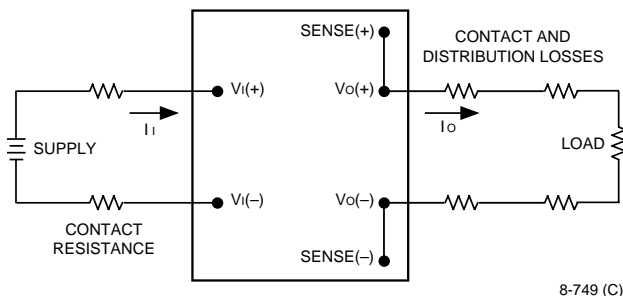 SENSE(+)
CONTACT AND
DISTRIBUTION LOSSES
VI(+)
VO(+)
II
IO
SUPPLY
LOAD
VI(–)
VO(–)
CONTACT
RESISTANCE
SENSE(–)
8-749 (C)